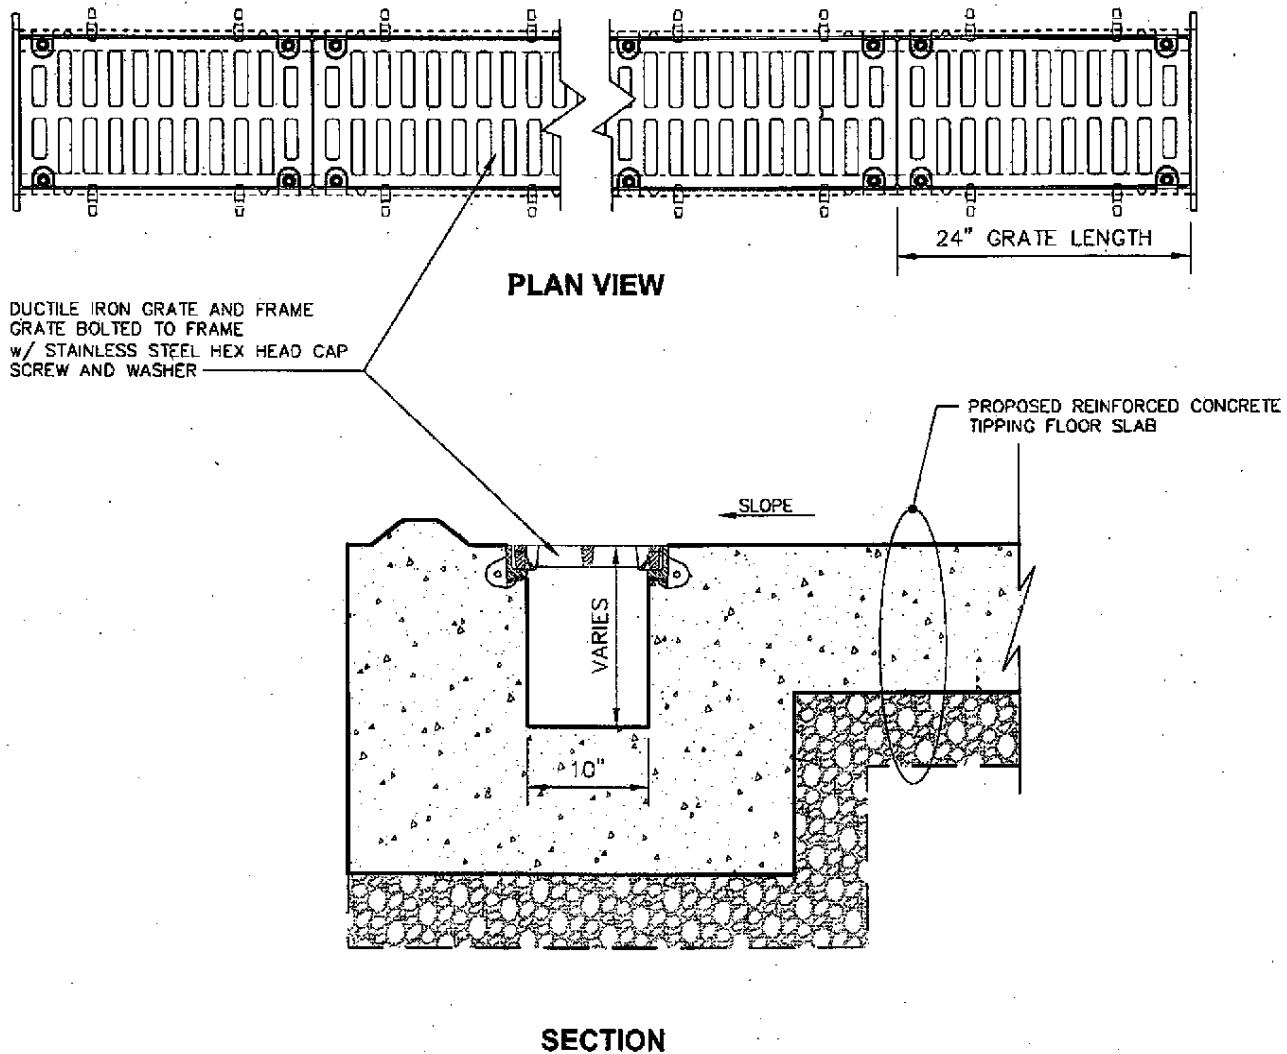 24" GRATE LENGTH
PLAN VIEW
DUCTILE IRON GRATE AND FRAME
GRATE BOLTED TO FRAME
w/ STAINLESS STEEL HEX HEAD CAP
SCREW AND WASHER
PROPOSED REINFORCED CONCRETE
TIPPING FLOOR SLAB
SLOPE
VARIES
10"
SECTION